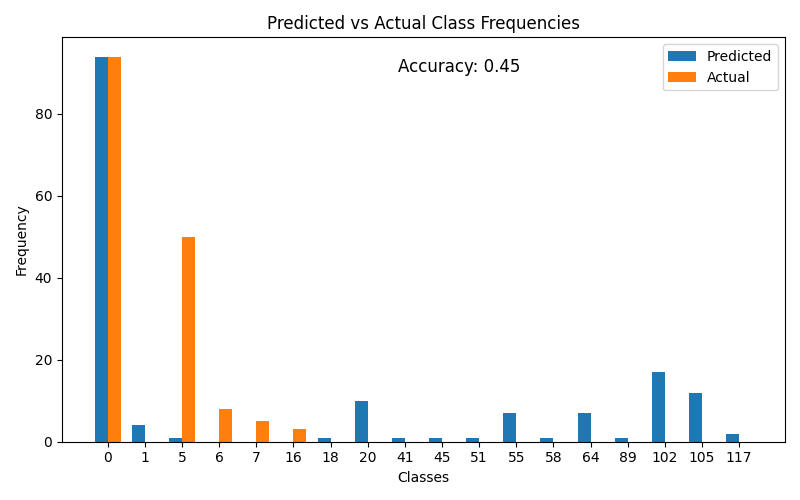 Predicted vs Actual Class Frequencies
Accuracy: 0.45
Predicted
Actual
Frequency
80
60
40
20
0
0 1 5 6 7 16 18 20 41 45 51 55 58 64 89 102 105 117
Classes